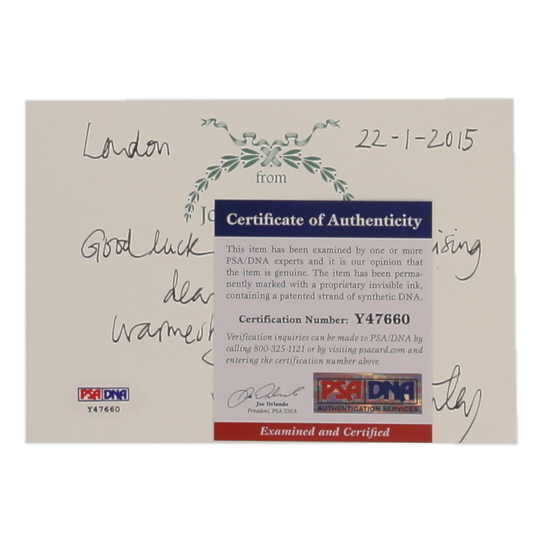 London 22-1-2015
from
Jo
Good luck ising
dear
warmest
Certificate of Authenticity
This item has been examined by one or more
PSA/DNA experts and it is our opinion that
the item is genuine. The item has been perma-
nently marked with a proprietary invisible ink,
containing a patented strand of synthetic DNA.
Certification Number: Y47660
Verification inquiries can be made to PSA/DNA by
calling 800-325-1121 or by visiting psacard.com and
entering the certification above number.
Joe Orlando
President, PSA/DNA
PSA DNA
AUTHENTICATION SERVICES
Examined and Certified
PSA DNA
Y47660